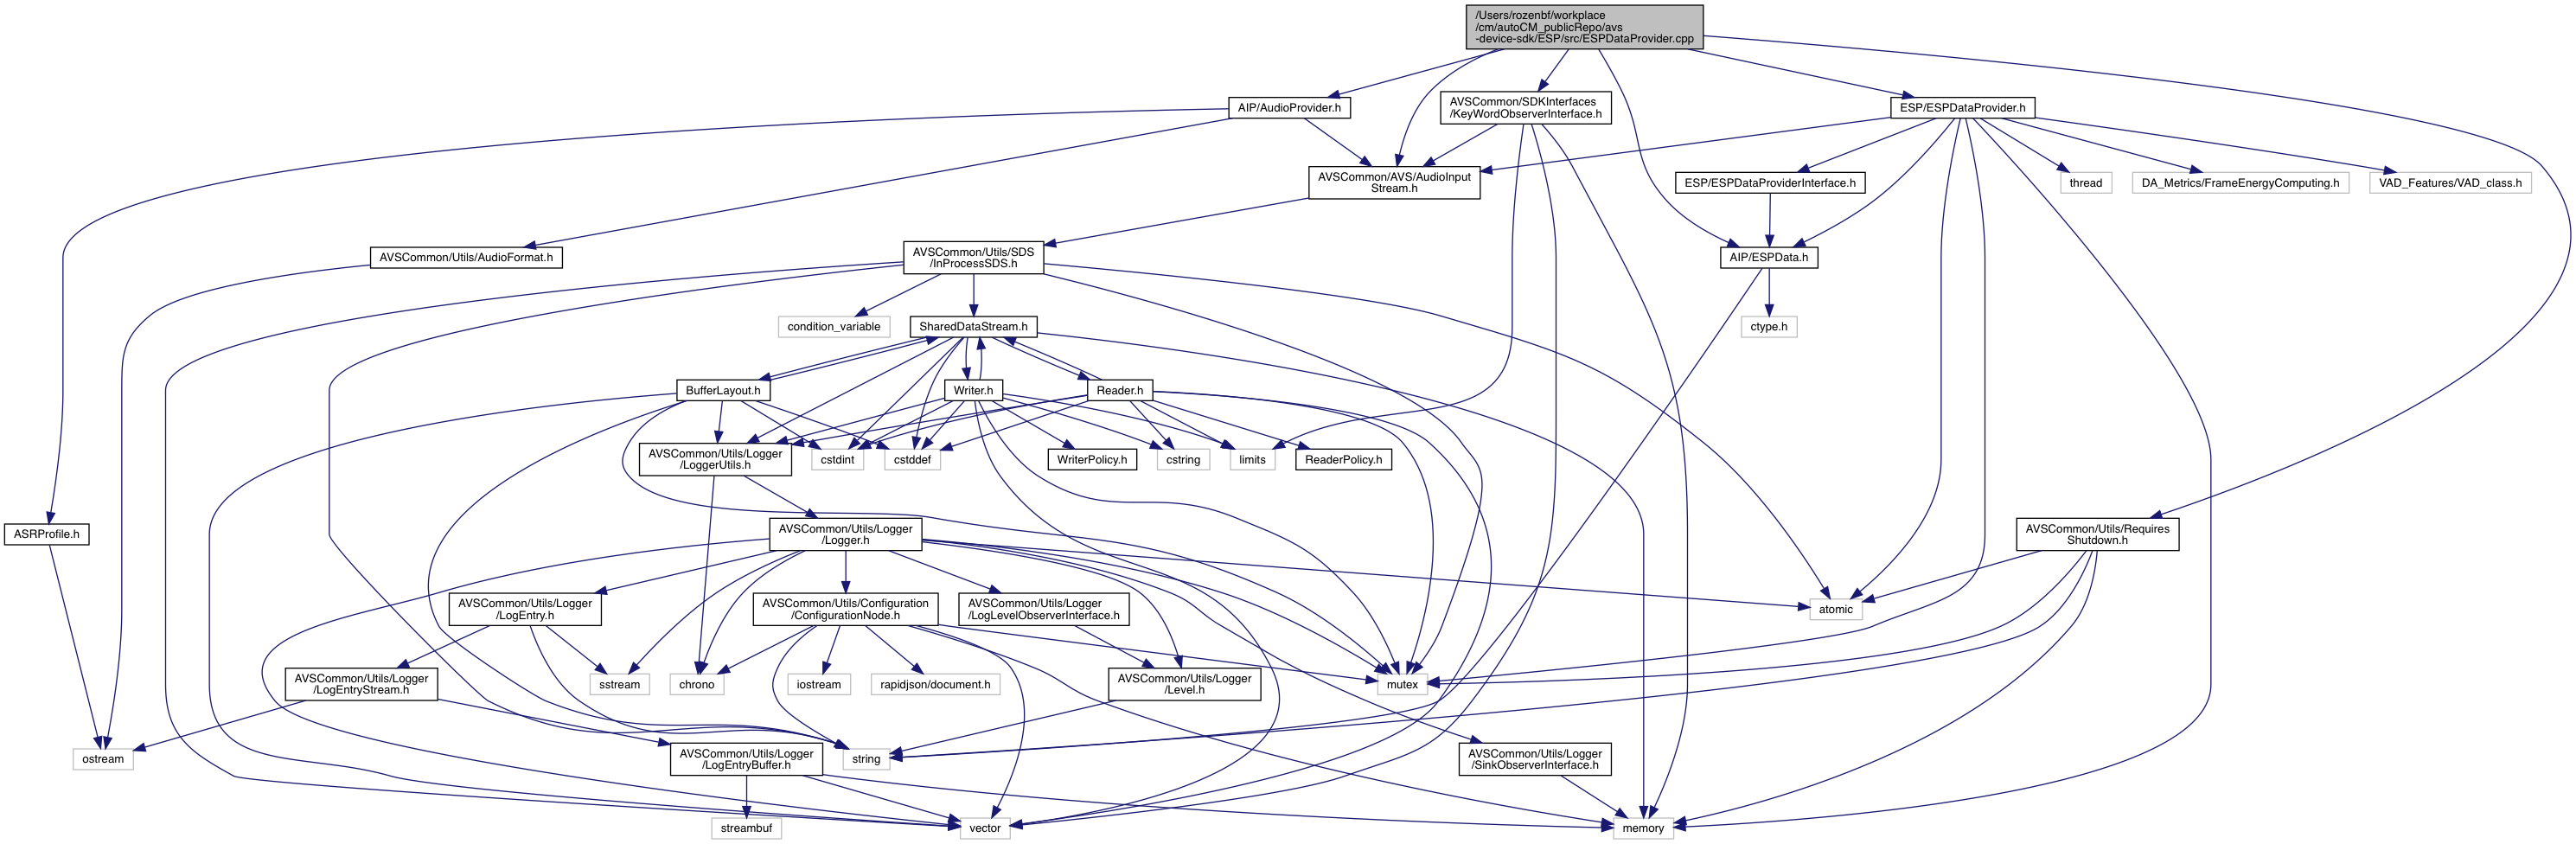 /Users/rozenbf/workplace
/cm/autoCM_publicRepo/avs
-device-sdk/ESP/src/ESPDataProvider.cpp
AIP/AudioProvider.h
AVSCommon/SDKInterfaces
/KeyWordObserverInterface.h
ESP/ESPDataProvider.h
AVSCommon/AVS/AudioInput
Stream.h
ESP/ESPDataProviderInterface.h
thread
DA_Metrics/FrameEnergyComputing.h
VAD_Features/VAD_class.h
AVSCommon/Utils/AudioFormat.h
AVSCommon/Utils/SDS
/InProcessSDS.h
AIP/ESPData.h
condition_variable
SharedDataStream.h
ctype.h
BufferLayout.h
Writer.h
Reader.h
AVSCommon/Utils/Logger
/LoggerUtils.h
cstdint
cstddef
WriterPolicy.h
cstring
limits
ReaderPolicy.h
ASRProfile.h
AVSCommon/Utils/Logger
/Logger.h
AVSCommon/Utils/Requires
Shutdown.h
AVSCommon/Utils/Logger
/LogEntry.h
AVSCommon/Utils/Configuration
/ConfigurationNode.h
AVSCommon/Utils/Logger
/LogLevelObserverInterface.h
atomic
AVSCommon/Utils/Logger
/LogEntryStream.h
sstream
chrono
iostream
rapidjson/document.h
AVSCommon/Utils/Logger
/Level.h
mutex
ostream
AVSCommon/Utils/Logger
/LogEntryBuffer.h
string
AVSCommon/Utils/Logger
/SinkObserverInterface.h
streambuf
vector
memory